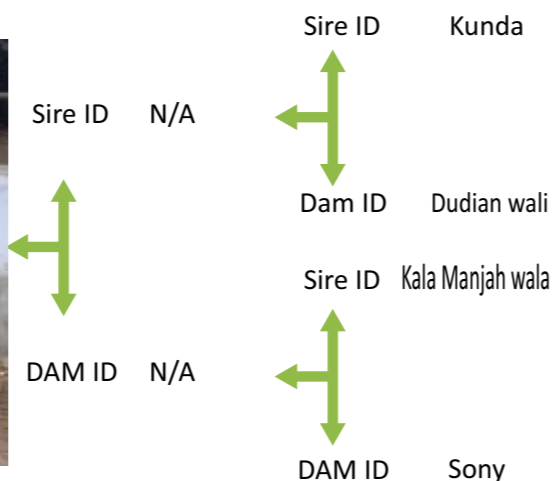 Sire ID Kunda
Sire ID N/A
Dam ID Dudian wali
Sire ID Kala Manjah wala
DAM ID N/A
DAM ID Sony